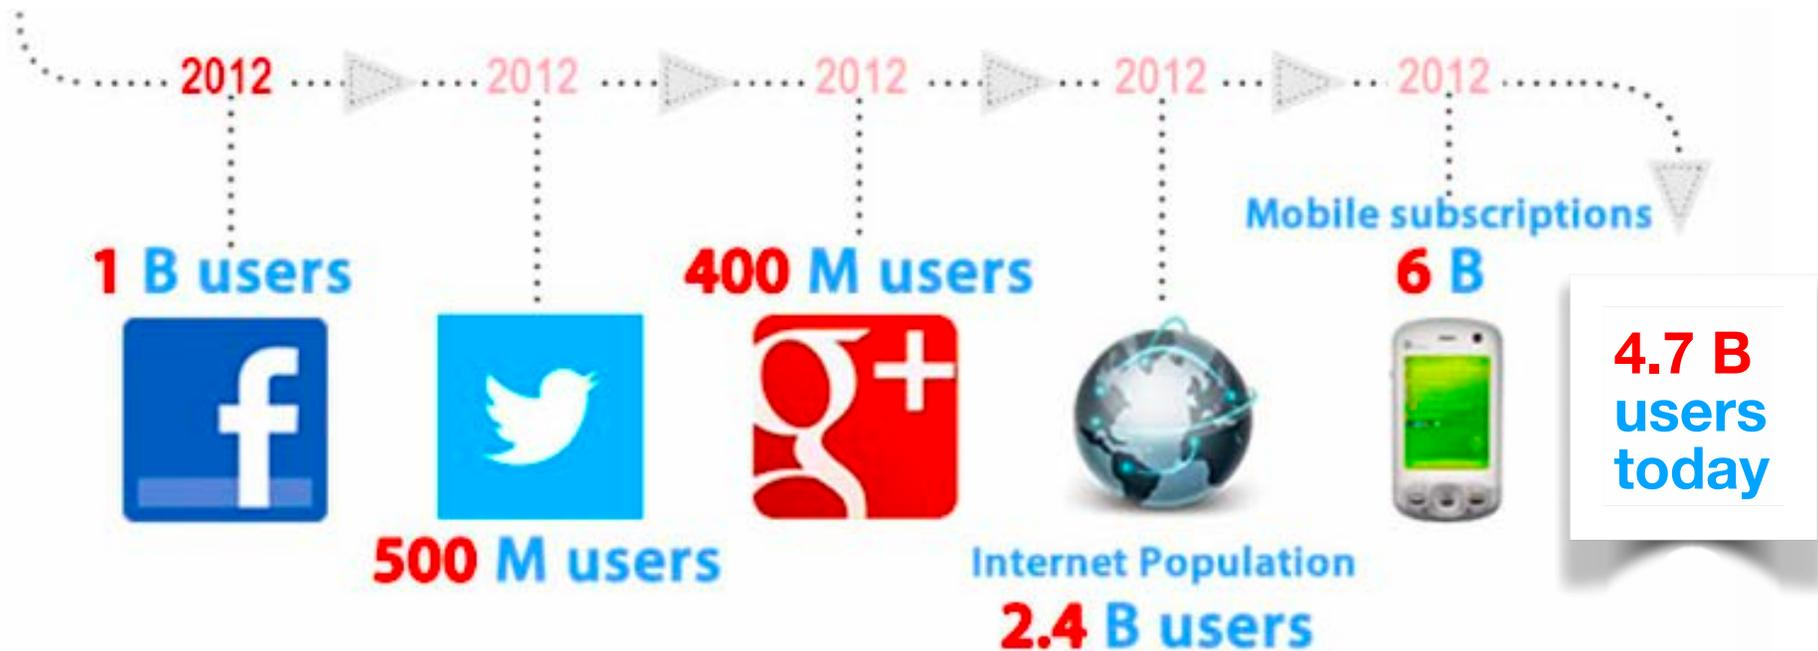 2012
2012
2012
2012
2012
Mobile subscriptions
1 B users
400 M users
6 B
f
g+
4.7 B
users
today
500 M users
Internet Population
2.4 B users